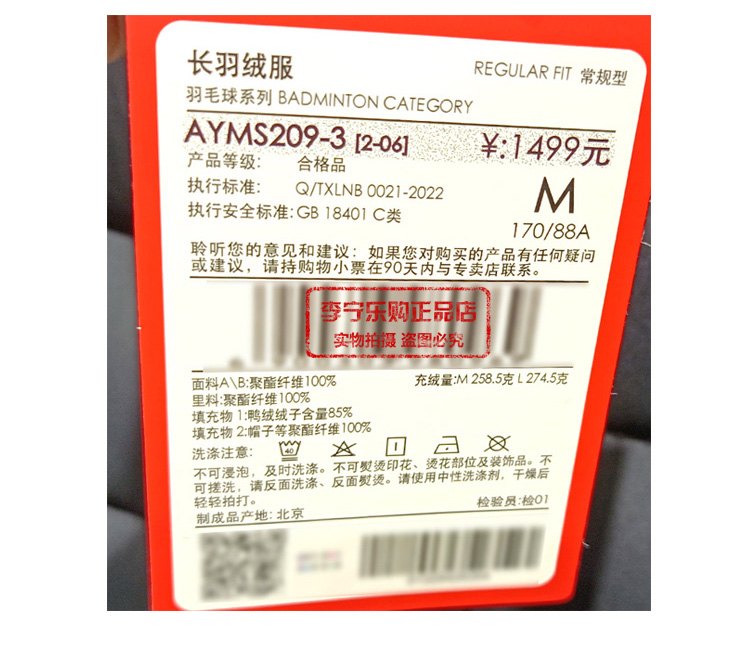 长羽绒服
REGULAR FIT 常规型
羽毛球系列 BADMINTON CATEGORY
AYMS209-3 [2-06]
¥:1499元
产品等级: 合格品
执行标准: Q/TXLNB 0021-2022
M
执行安全标准:GB 18401 C类
170/88A
聆听您的意见和建议: 如果您对购买的产品有任何疑问
或建议, 请持购物小票在90天内与专卖店联系。
李宁乐购正品店
实物拍摄 盗图必究
面料A\B:聚酯纤维100%
充绒量:M 258.5克 L 274.5克
里料:聚酯纤维100%
填充物 1:鸭绒绒子含量85%
填充物 2:帽子等聚酯纤维100%
洗涤注意:
40
不可浸泡, 及时洗涤。不可熨烫印花、烫花部位及装饰品。不
可搓洗, 请反面洗涤、反面熨烫。请使用中性洗涤剂, 干燥后
轻轻拍打。
检验员:检01
制成品产地: 北京